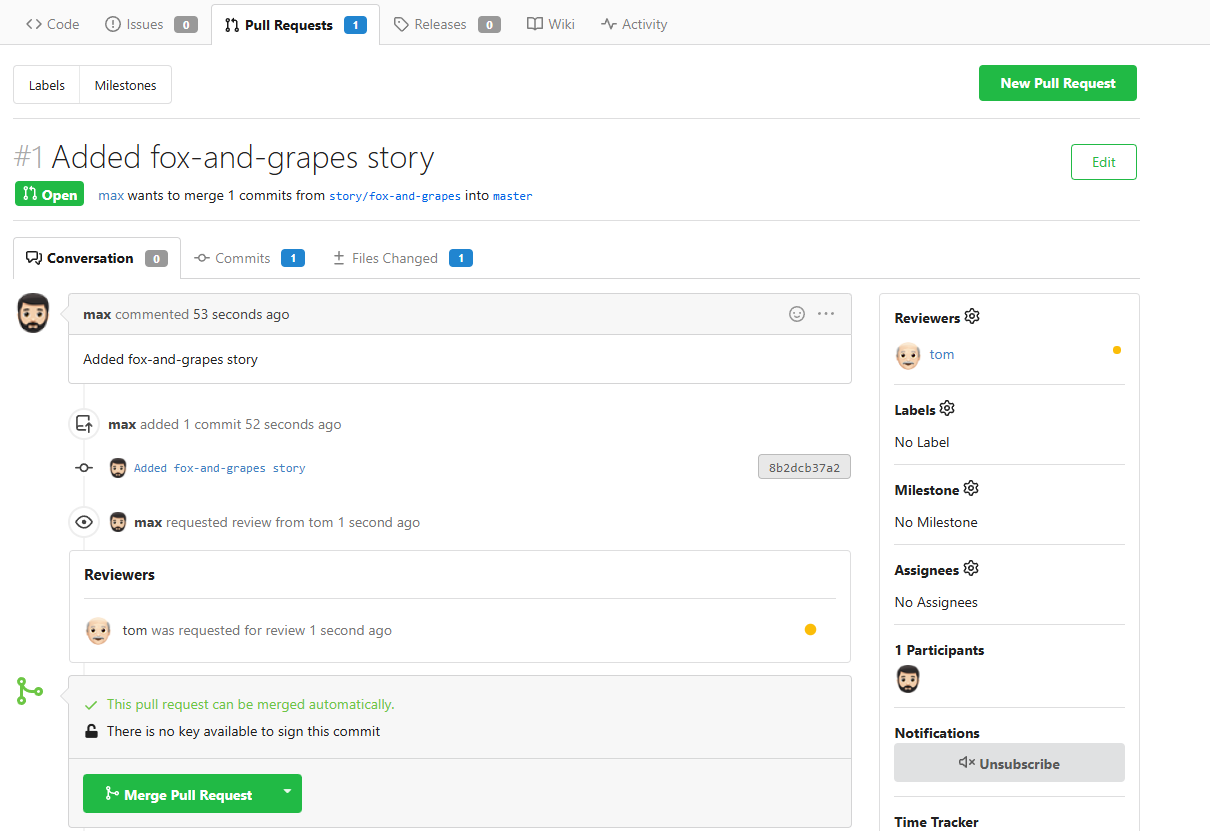 Code Issues 0 Pull Requests 1 Releases 0 Wiki Activity
Labels Milestones New Pull Request
#1 Added fox-and-grapes story Edit
Open max wants to merge 1 commits from story/fox-and-grapes into master
Conversation 0 Commits 1 Files Changed 1
max commented 53 seconds ago
Added fox-and-grapes story
max added 1 commit 52 seconds ago
Added fox-and-grapes story 8b2dcb37a2
max requested review from tom 1 second ago
Reviewers
tom was requested for review 1 second ago
This pull request can be merged automatically.
There is no key available to sign this commit
Merge Pull Request
Reviewers
tom
Labels
No Label
Milestone
No Milestone
Assignees
No Assignees
1 Participants
Notifications
Unsubscribe
Time Tracker